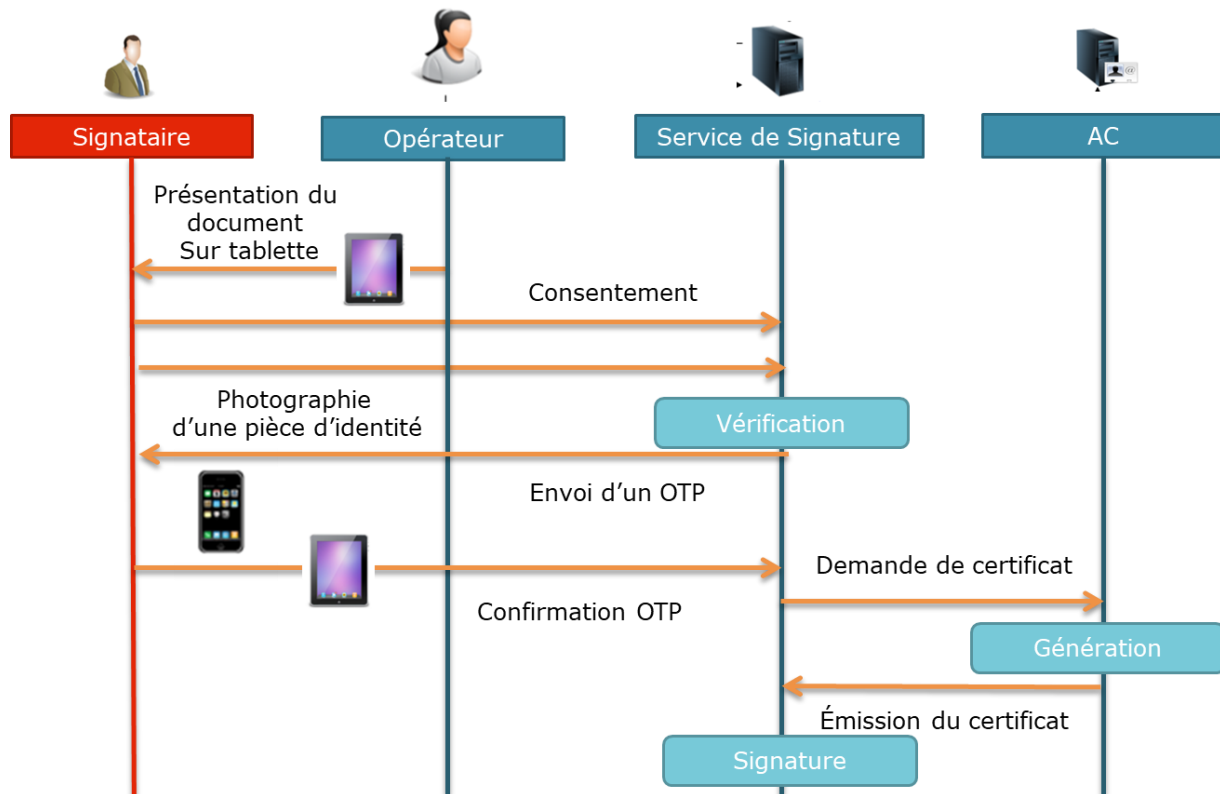 Signataire
Opérateur
Service de Signature
AC
Présentation du
document
Sur tablette
Consentement
Photographie
d’une pièce d’identité
Vérification
Envoi d’un OTP
Demande de certificat
Confirmation OTP
Génération
Émission du certificat
Signature